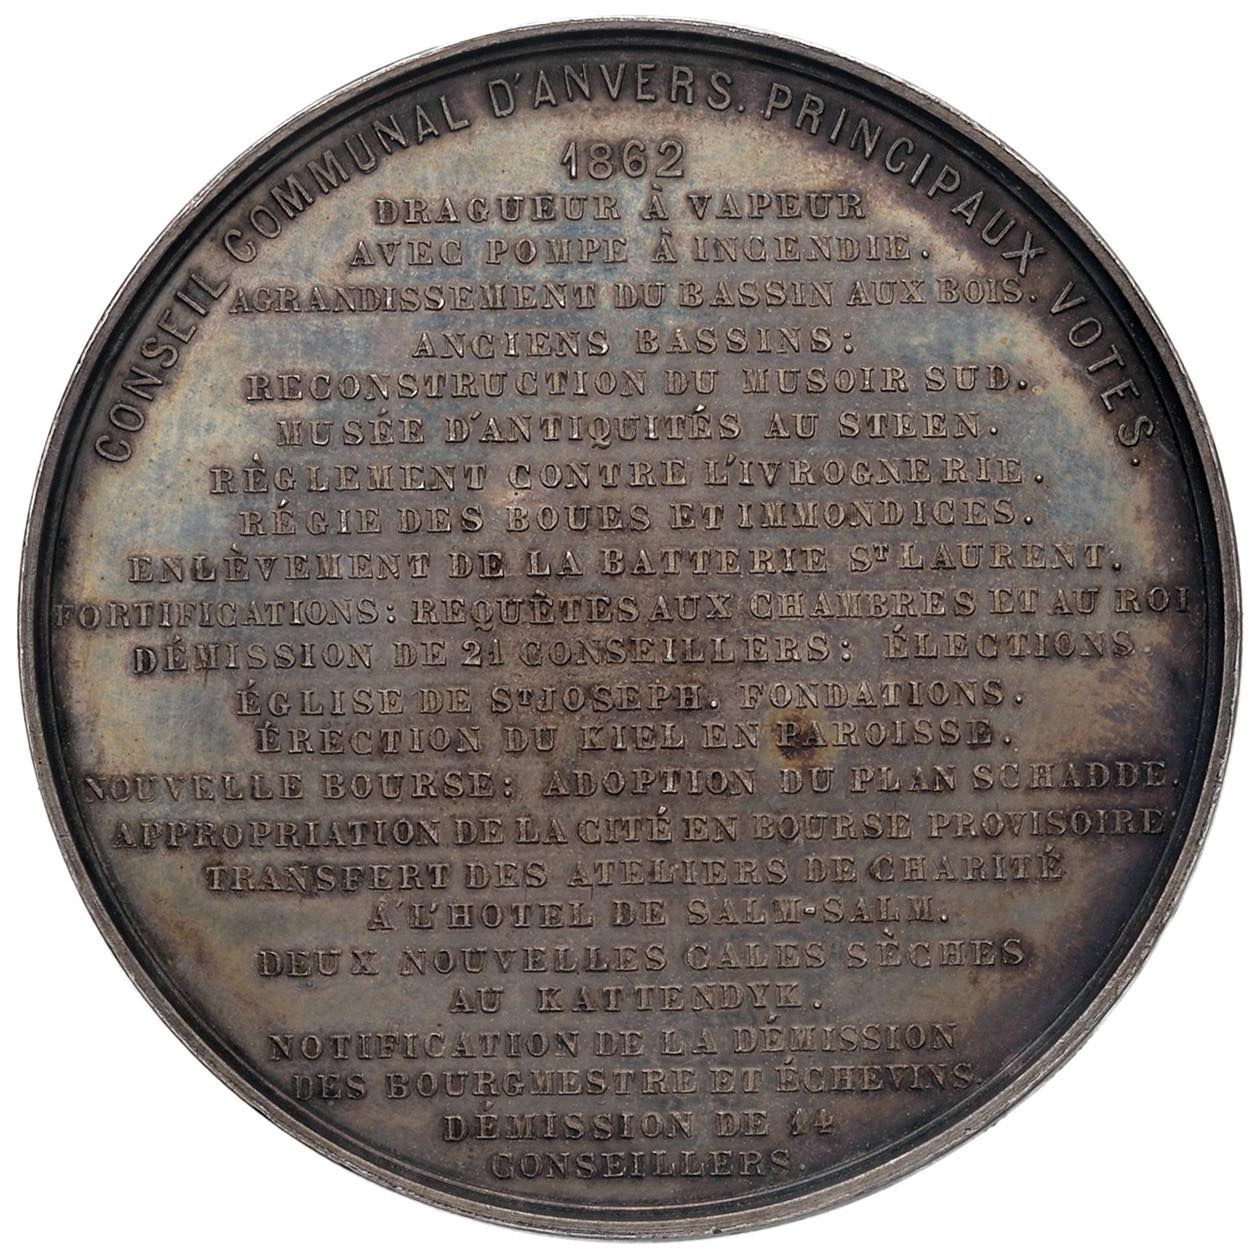 CONSEIL COMMUNAL D'ANVERS. PRINCIPAUX VOTES.
1862
DRAGUEUR À VAPEUR
AVEC POMPE À INCENDIE.
AGRANDISSEMENT DU BASSIN AUX BOIS.
ANCIENS BASSINS:
RECONSTRUCTION DU MUSOIR SUD.
MUSÉE D'ANTIQUITÉS AU STEEN.
RÈGLEMENT CONTRE L'IVROGNERIE.
RÉGIE DES BOUES ET IMMONDICES.
ENLÈVEMENT DE LA BATTERIE ST LAURENT.
FORTIFICATIONS: REQUÈTES AUX CHAMBRES ET AU ROI
DÉMISSION DE 21 CONSEILLERS: ÉLECTIONS.
ÉGLISE DE ST JOSEPH. FONDATIONS.
ÉRECTION DU KIEL EN PAROISSE.
NOUVELLE BOURSE: ADOPTION DU PLAN SCHADDE.
APPROPRIATION DE LA CITÉ EN BOURSE PROVISOIRE
TRANSFERT DES ATELIERS DE CHARITÉ
À L'HOTEL DE SALM-SALM.
DEUX NOUVELLES CALES SÈCHES
AU KATTENDYK.
NOTIFICATION DE LA DÉMISSION
DES BOURGMESTRE ET ÉCHEVINS.
DÉMISSION DE 14
CONSEILLERS.